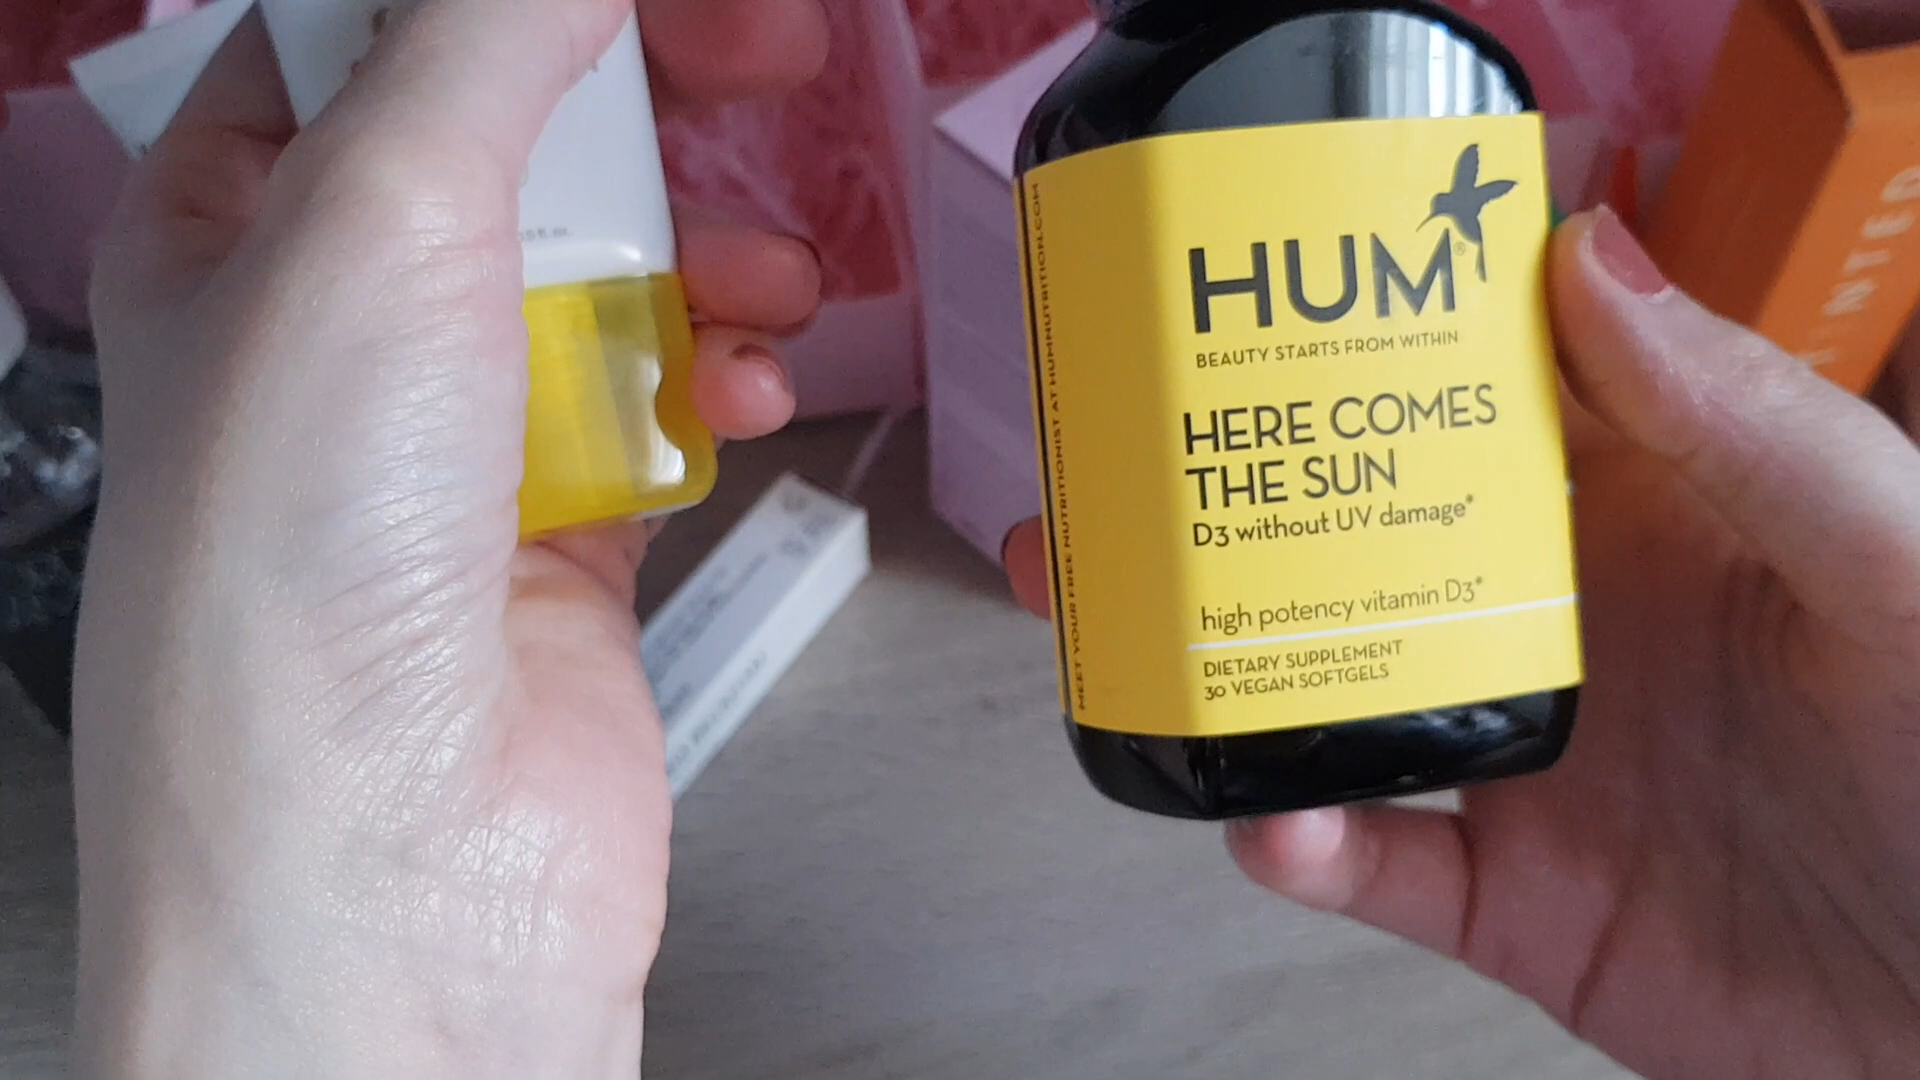 HUM®
BEAUTY STARTS FROM WITHIN
HERE COMES
THE SUN
D3 without UV damage*
high potency vitamin D3*
DIETARY SUPPLEMENT
30 VEGAN SOFTGELS
MEET YOUR FREE NUTRITIONIST AT HUMNUTRITION.COM